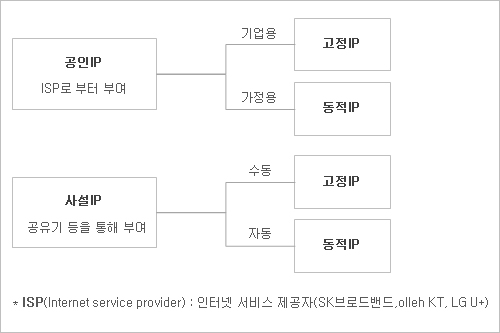 기업용
고정IP
공인IP
ISP로 부터 부여
가정용
동적IP
수동
고정IP
사설IP
공유기 등을 통해 부여
자동
동적IP
* ISP(Internet service provider) : 인터넷 서비스 제공자(SK브로드밴드,olleh KT, LG U+)